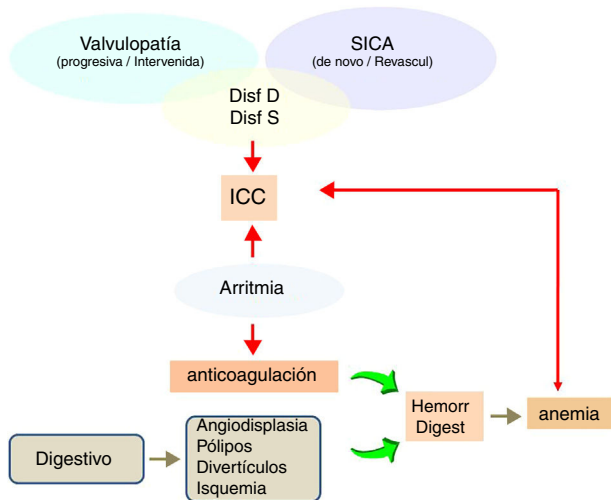 Valvulopatía
(progresiva / Intervenida)
SICA
(de novo / Revascul)
Disf D
Disf S
ICC
Arritmia
anticoagulación
Hemorr
Digest
anemia
Digestivo
Angiodisplasia
Pólipos
Divertículos
Isquemia